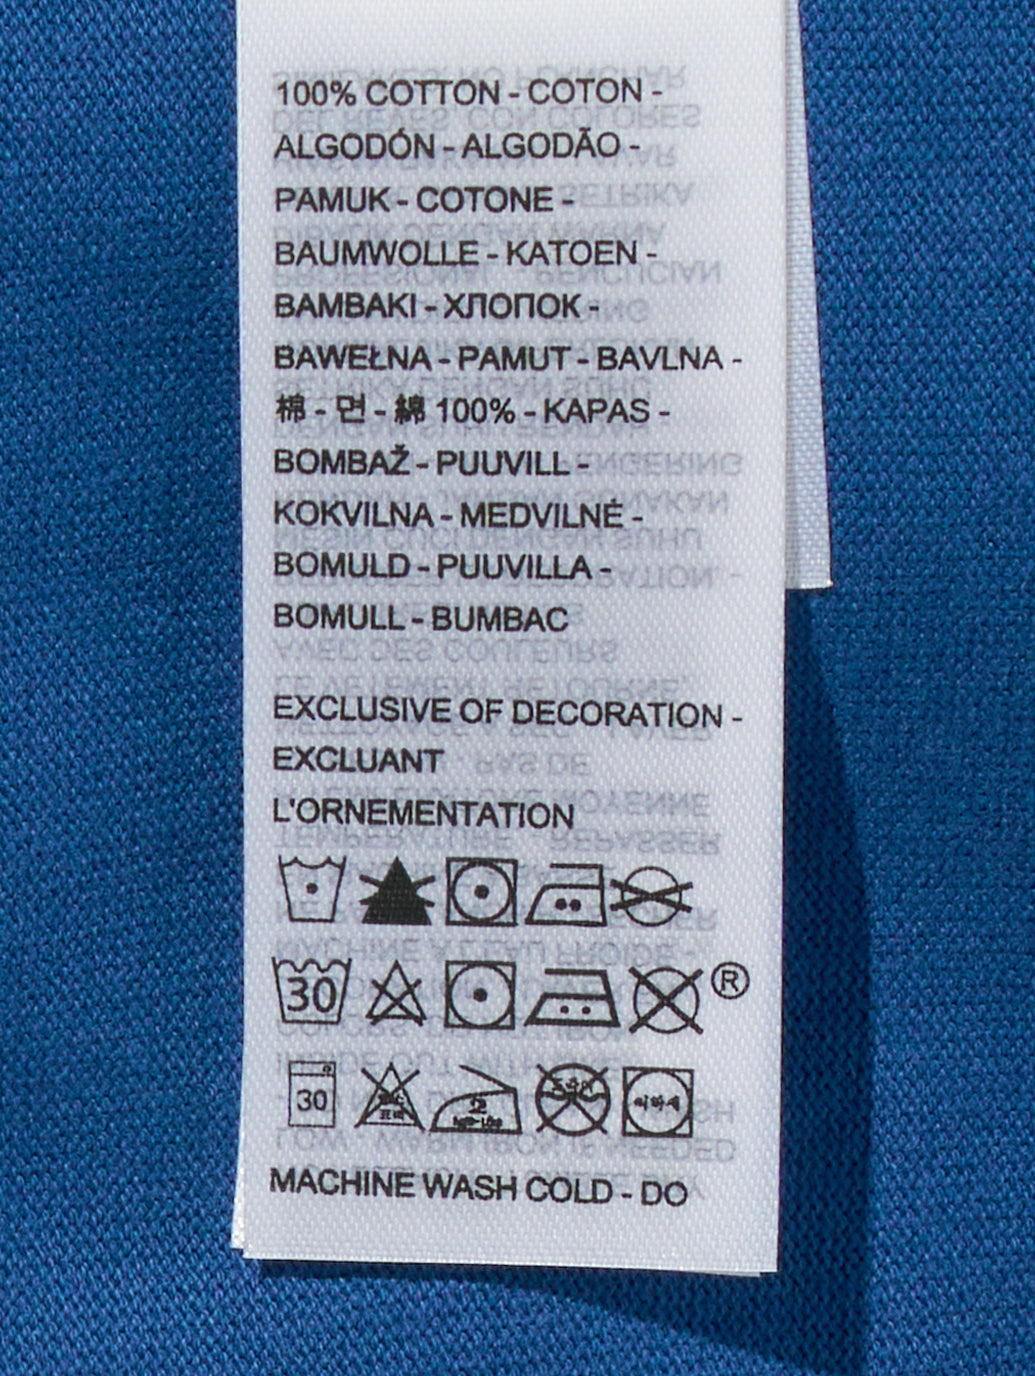 100% COTTON - COTON -
ALGODÓN - ALGODÃO -
PAMUK - COTONE -
BAUMWOLLE - KATOEN -
BAMBAKI - ХЛОПОК -
BAWEŁNA - PAMUT - BAVLNA -
棉 - 면 - 綿 100% - KAPAS -
BOMBAŽ - PUUVILL -
KOKVILNA - MEDVILNĖ -
BOMULD - PUUVILLA -
BOMULL - BUMBAC
EXCLUSIVE OF DECORATION -
EXCLUANT
L'ORNEMENTATION
30 ®
30
MACHINE WASH COLD - DO